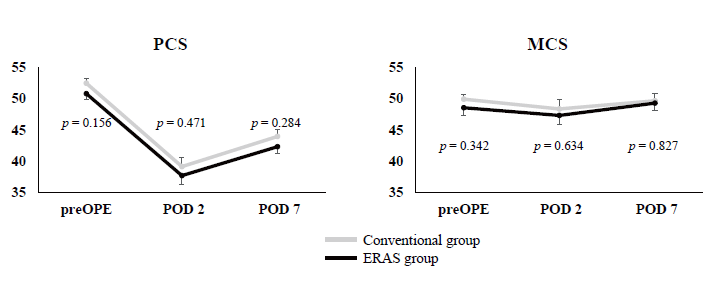 PCS
55
50
45
40
35
p = 0.156
p = 0.471
p = 0.284
preOPE
POD 2
POD 7
MCS
55
50
45
40
35
p = 0.342
p = 0.634
p = 0.827
preOPE
POD 2
POD 7
Conventional group
ERAS group